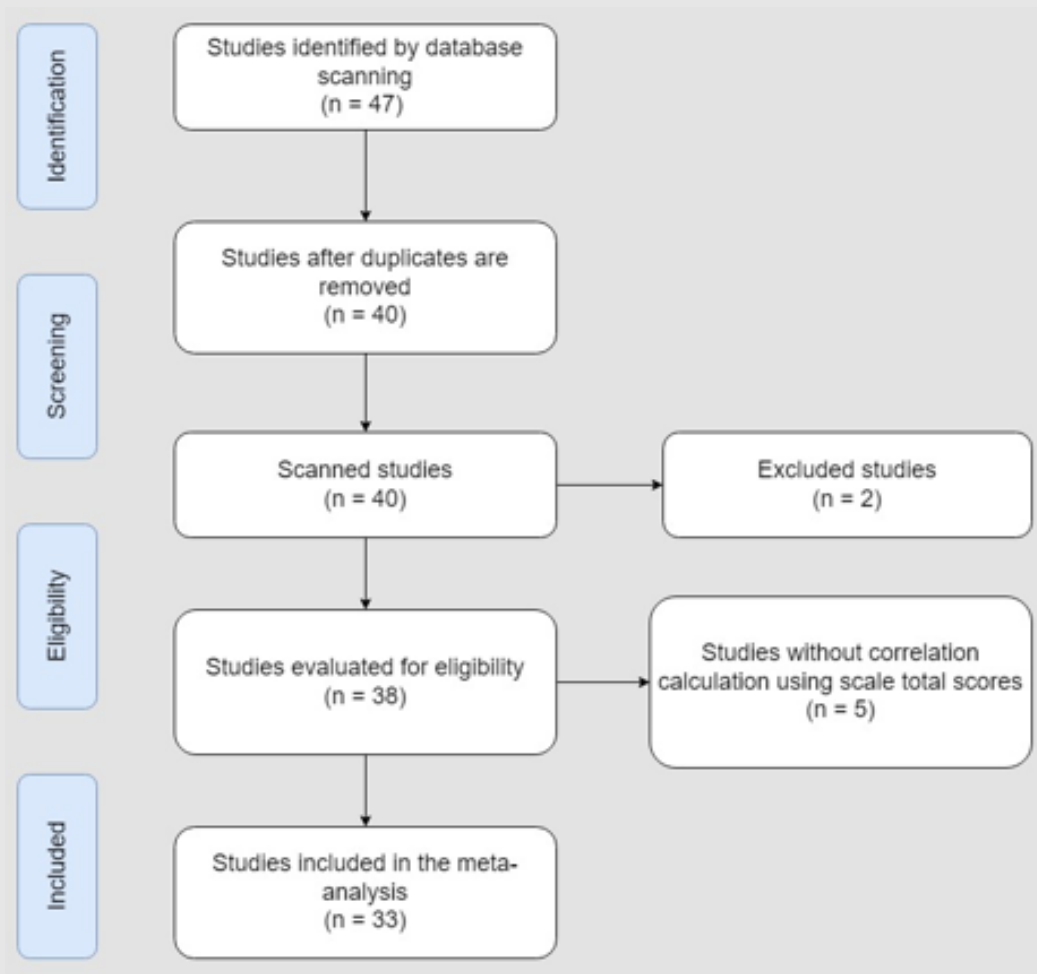 Identification
Studies identified by database
scanning
(n = 47)
Studies after duplicates are
removed
(n = 40)
Screening
Scanned studies
(n = 40)
Excluded studies
(n = 2)
Eligibility
Studies evaluated for eligibility
(n = 38)
Studies without correlation
calculation using scale total scores
(n = 5)
Included
Studies included in the meta-
analysis
(n = 33)